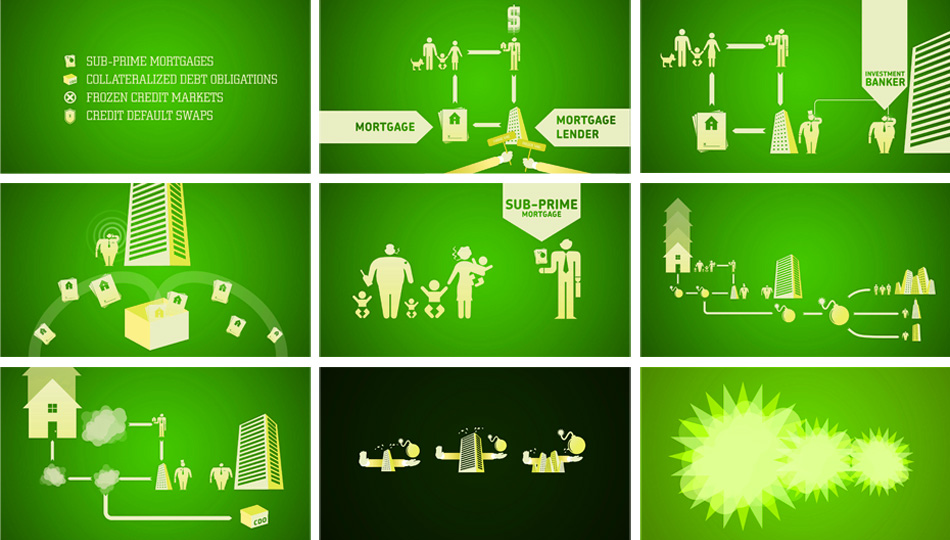 SUB-PRIME MORTGAGES
COLLATERALIZED DEBT OBLIGATIONS
FROZEN CREDIT MARKETS
CREDIT DEFAULT SWAPS
$
MORTGAGE
MORTGAGE
LENDER
INVESTMENT
BANKER
SUB-PRIME
MORTGAGE
CDO